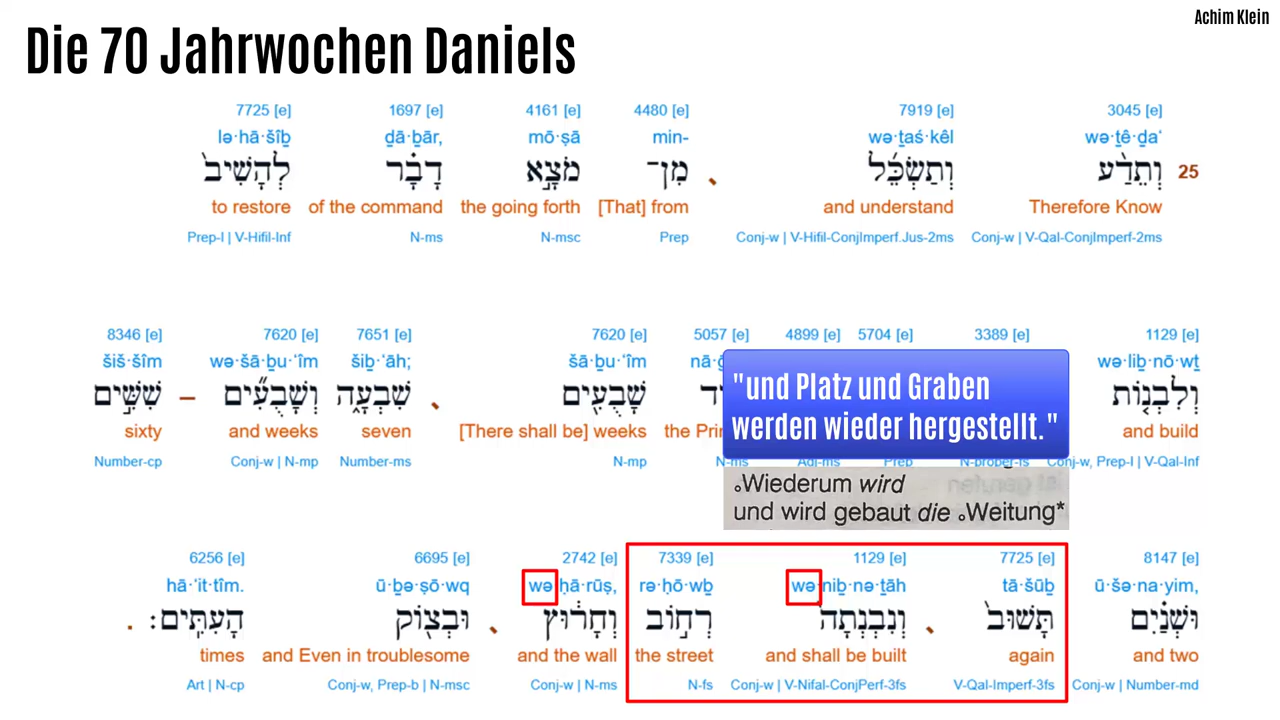 Achim Klein
Die 70 Jahrwochen Daniels
7725 [e] 1697 [e] 4161 [e] 4480 [e] 7919 [e] 3045 [e]
lə·hā·šîḇ ḏā·ḇār, mō·ṣā min- wə·ṯaś·kêl wə·ṯê·ḏa‘
25 וְתֵדַ֨ע וְתַשְׂכֵּ֜ל מִן־ מֹצָ֣א דָבָ֗ר לְהָשִׁיב֙
to restore of the command the going forth [That] from and understand Therefore Know
Prep-l | V-Hifil-Inf N-ms N-msc Prep Conj-w | V-Hifil-ConjImperf.Jus-2ms Conj-w | V-Qal-ConjImperf-2ms
8346 [e] 7620 [e] 7651 [e] 7620 [e] 5057 [e] 4899 [e] 5704 [e] 3389 [e] 1129 [e]
šiš·šîm wə·šā·ḇu·‘îm šiḇ·‘āh; šā·ḇu·‘îm wə·liḇ·nō·wṯ
וְלִבְנ֤וֹת שָׁבֻעִ֖ים שִׁבְעָ֑ה וְשָׁבֻעִ֞ים – שִׁשִּׁ֣ים
sixty and weeks seven [There shall be] weeks the and build
Number-cp Conj-w | N-mp Number-ms N-mp N-ms Adj-ms Prep N-proper-fs Conj-w, Prep-l | V-Qal-Inf
"und Platz und Graben
werden wieder hergestellt."
∘Wiederum wird
und wird gebaut die ∘Weitung*
6256 [e] 6695 [e] 2742 [e] 7339 [e] 1129 [e] 7725 [e] 8147 [e]
hā·‘it·tîm. ū·ḇə·ṣō·wq wə·ḥā·rūṣ, rə·ḥō·wḇ wə·niḇ·nə·ṯāh tā·šūḇ ū·šə·na·yim,
וּשְׁנַ֗יִם תָּשׁוּב֙ וְנִבְנְתָה֙ רְח֣וֹב וְחָר֔וּץ וּבְצ֖וֹק הָעִתִּֽים׃
times and Even in troublesome and the wall the street and shall be built again and two
Art | N-cp Conj-w, Prep-b | N-msc Conj-w | N-ms N-fs Conj-w | V-Nifal-ConjPerf-3fs V-Qal-Imperf-3fs Conj-w | Number-md